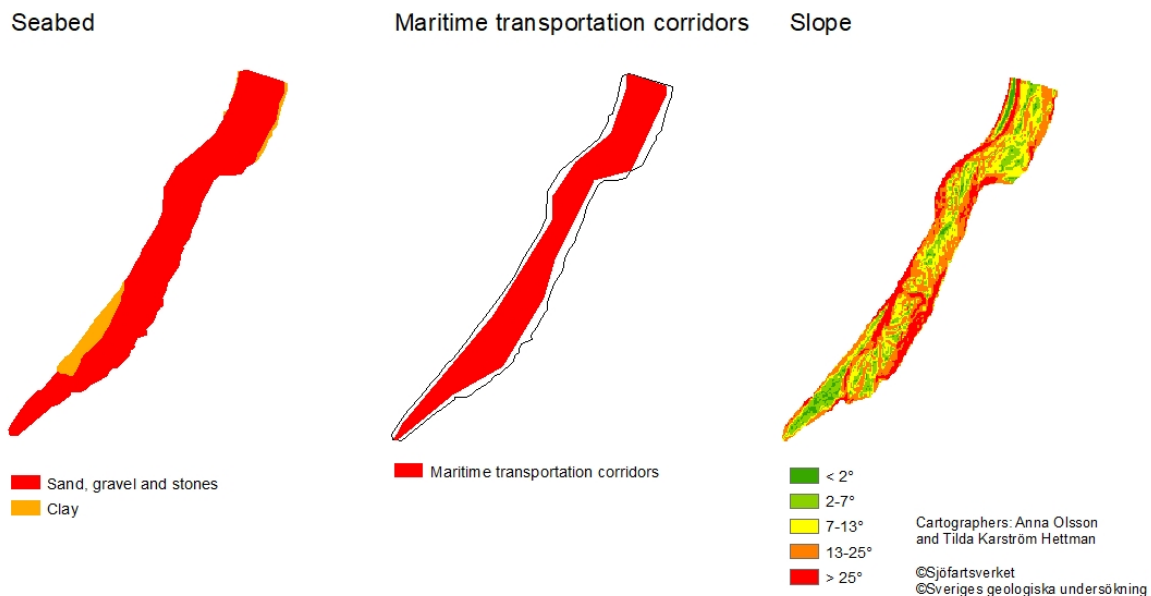 Seabed
Maritime transportation corridors
Slope
Sand, gravel and stones
Clay
Maritime transportation corridors
< 2°
2-7°
7-13°
13-25°
> 25°
Cartographers: Anna Olsson
and Tilda Karström Hettman
©Sjöfartsverket
©Sveriges geologiska undersökning